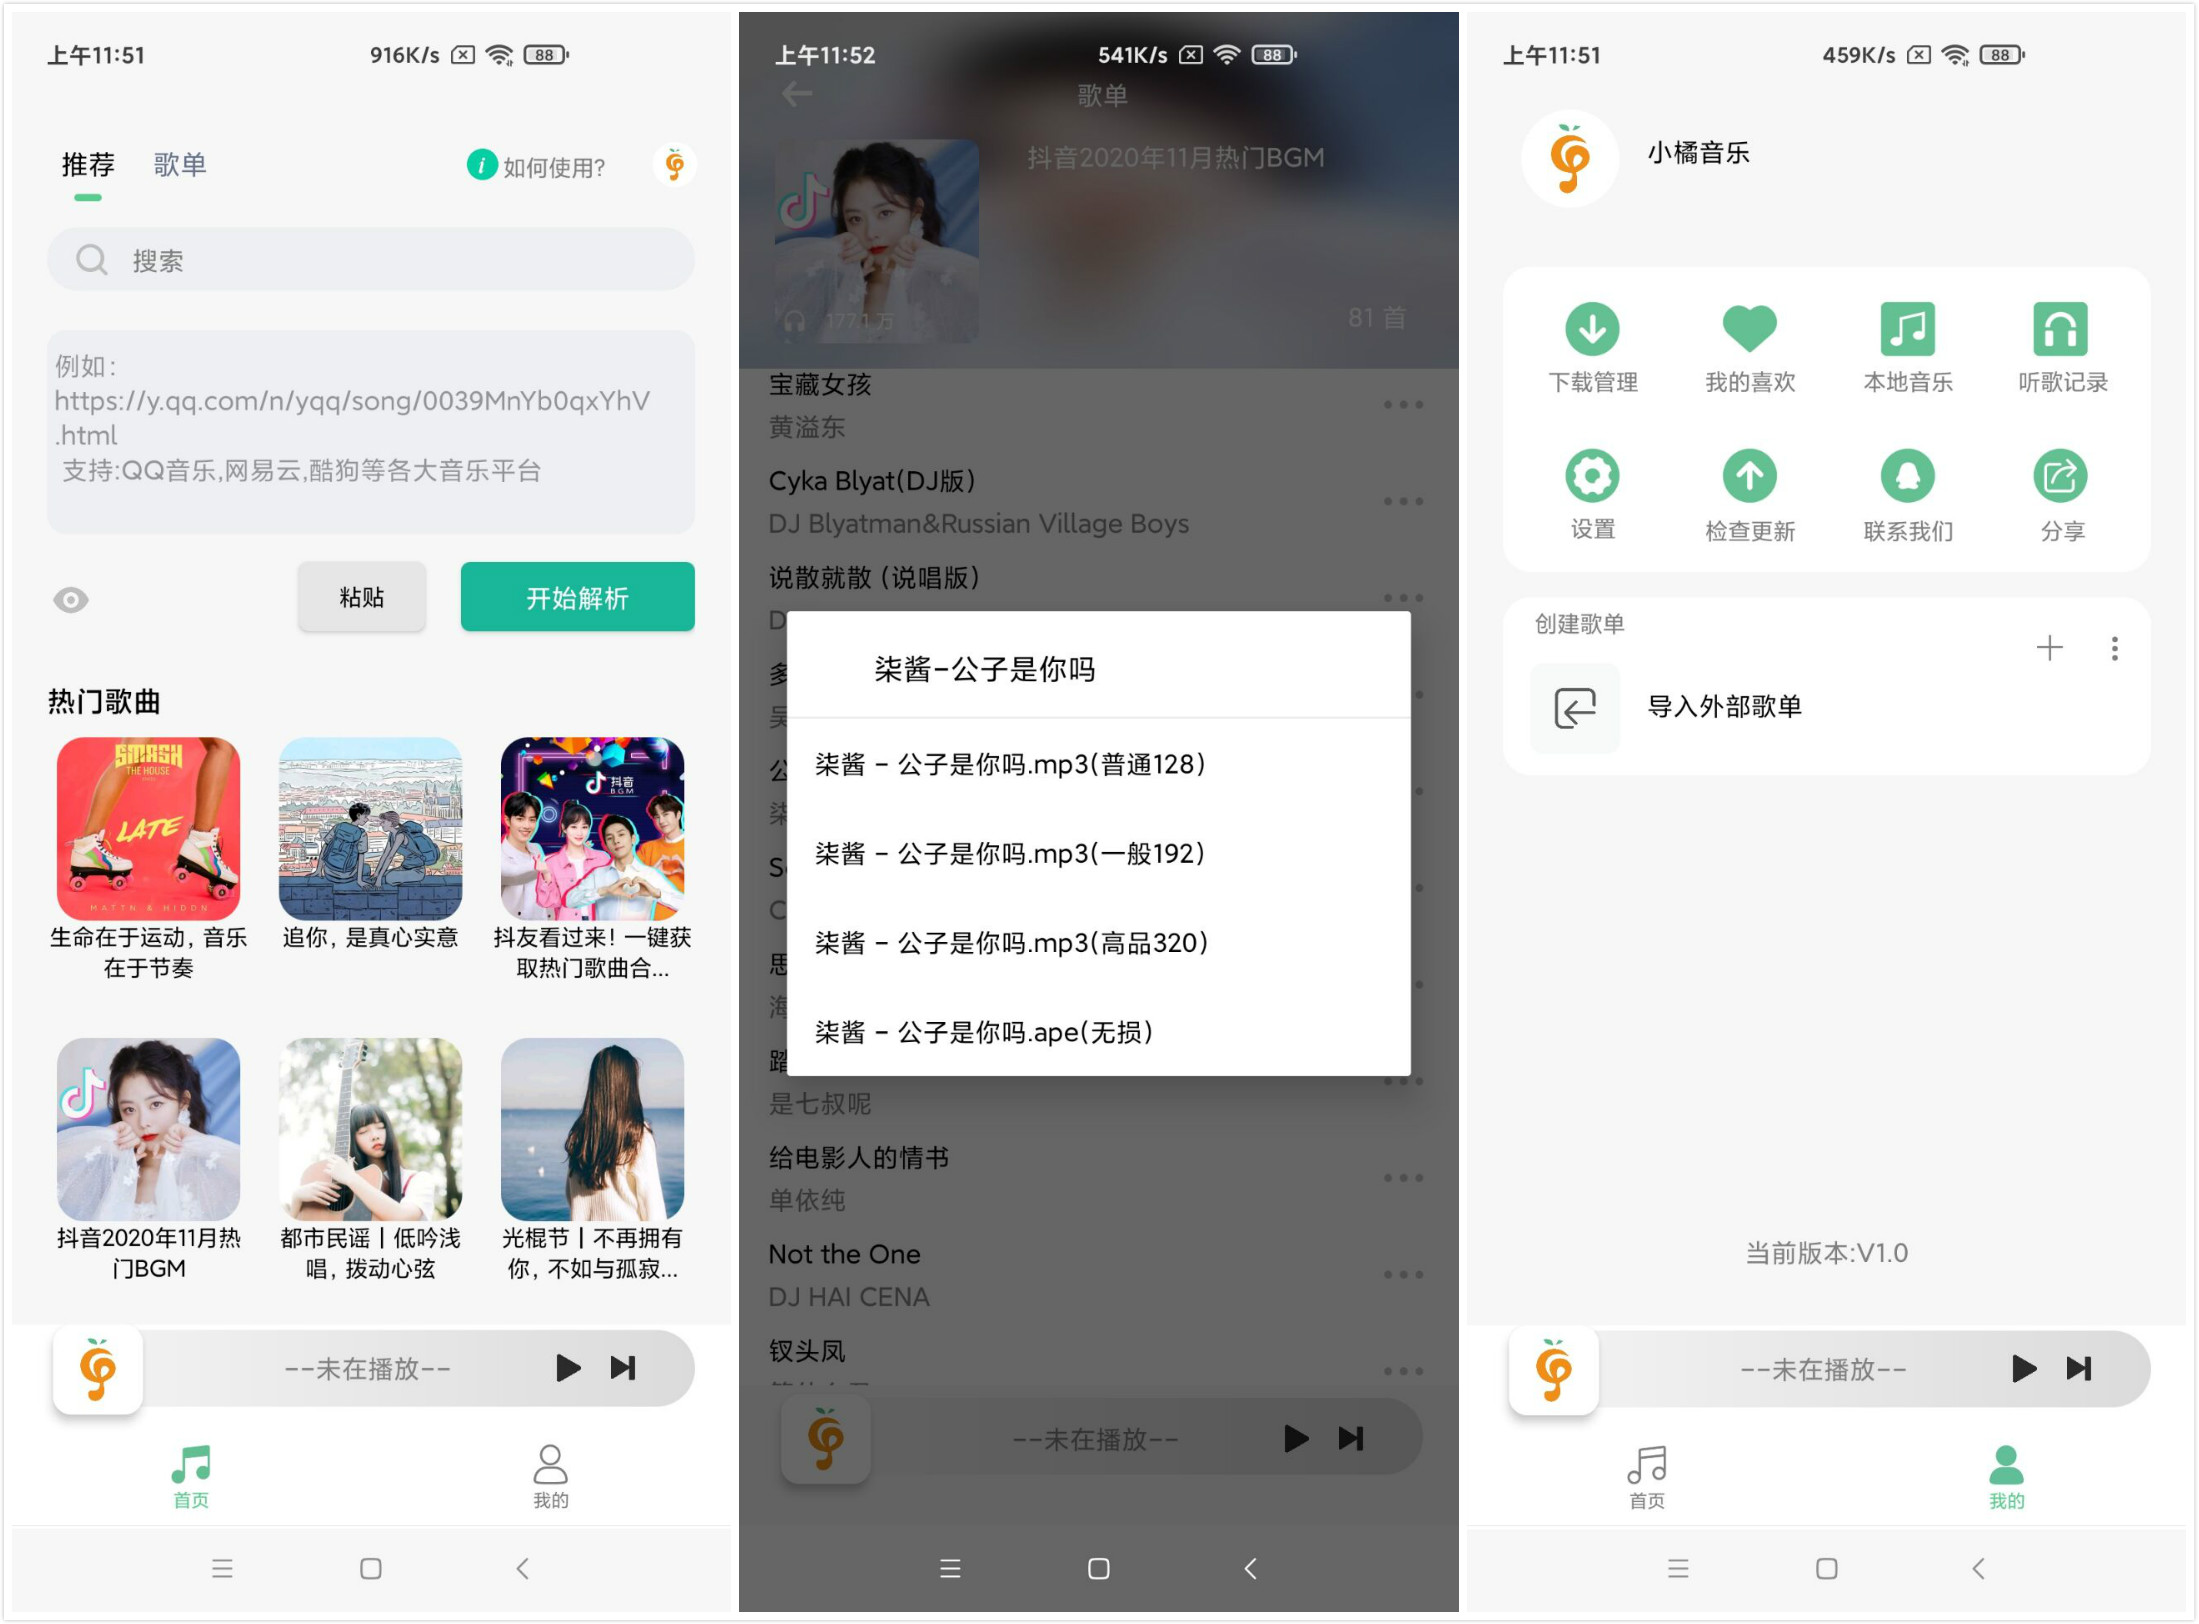 上午11:51
916K/s
88
推荐
歌单
如何使用?
搜索
例如：
https://y.qq.com/n/yqq/song/0039MnYb0qxYhV
.html
支持:QQ音乐,网易云,酷狗等各大音乐平台
粘贴
开始解析
热门歌曲
SMASH
THE HOUSE
LATE
MATTN & HIDDN
抖音
BGM
生命在于运动，音乐
在于节奏
追你，是真心实意
抖友看过来！一键获
取热门歌曲合...
抖音2020年11月热
门BGM
都市民谣丨低吟浅
唱，拨动心弦
光棍节丨不再拥有
你，不如与孤寂...
--未在播放--
首页
我的
上午11:52
541K/s
88
歌单
抖音2020年11月热门BGM
177.1 万
81 首
宝藏女孩
黄溢东
Cyka Blyat(DJ版)
DJ Blyatman&Russian Village Boys
说散就散 (说唱版)
D
多
吴
公
柒
S
C
思
海
踏
柒酱-公子是你吗
柒酱 - 公子是你吗.mp3(普通128)
柒酱 - 公子是你吗.mp3(一般192)
柒酱 - 公子是你吗.mp3(高品320)
柒酱 - 公子是你吗.ape(无损)
是七叔呢
给电影人的情书
单依纯
Not the One
DJ HAI CENA
钗头凤
--未在播放--
上午11:51
459K/s
88
小橘音乐
下载管理
我的喜欢
本地音乐
听歌记录
设置
检查更新
联系我们
分享
创建歌单
导入外部歌单
当前版本:V1.0
--未在播放--
首页
我的